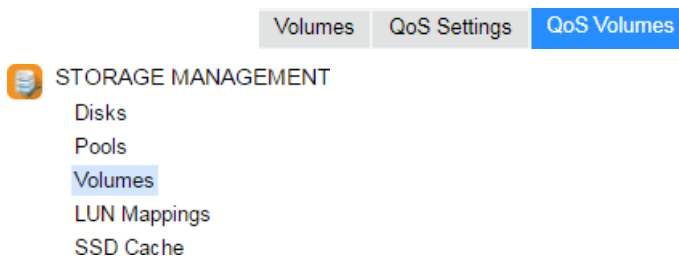 Volumes QoS Settings QoS Volumes
STORAGE MANAGEMENT
Disks
Pools
Volumes
LUN Mappings
SSD Cache